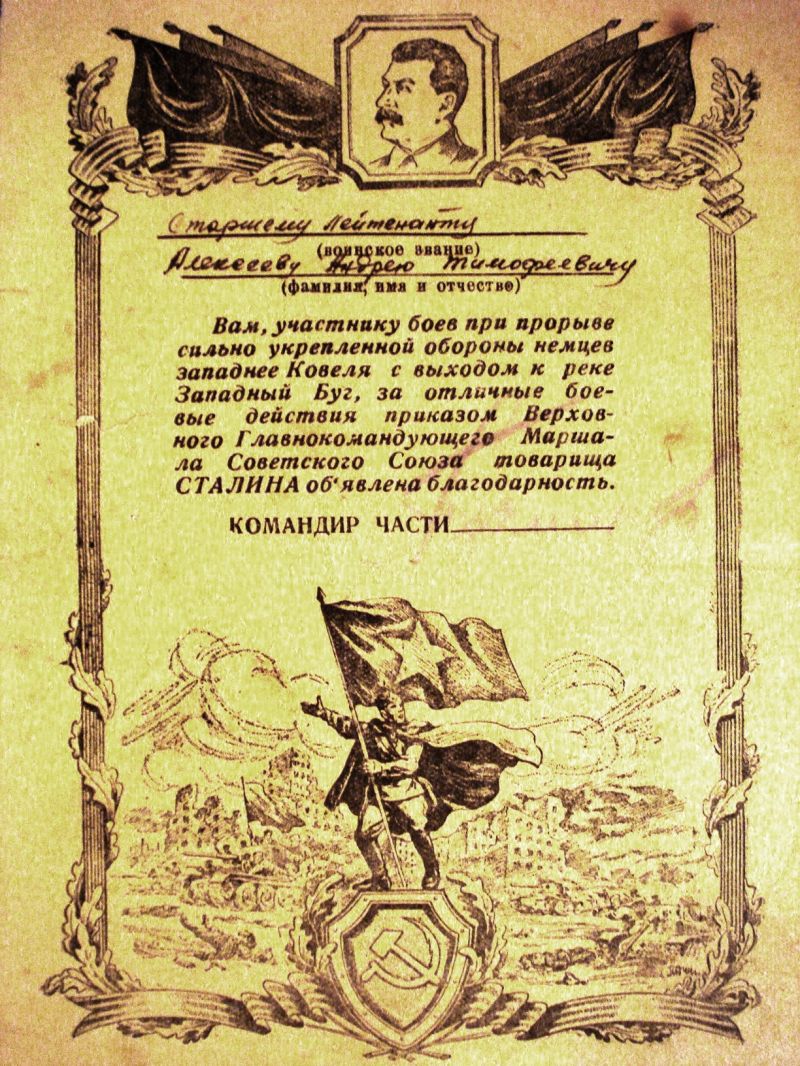 Старшему Лейтенанту
(воинское звание)
Алексеву Андрею Тимофеевичу
(фамилия, имя и отчество)
Вам, участнику боев при прорыве
сильно укрепленной обороны немцев
западнее Ковеля с выходом к реке
Западный Буг, за отличные бое-
вые действия приказом Верхов-
ного Главнокомандующего Марша-
ла Советского Союза товарища
СТАЛИНА об‘явлена благодарность.
КОМАНДИР ЧАСТИ